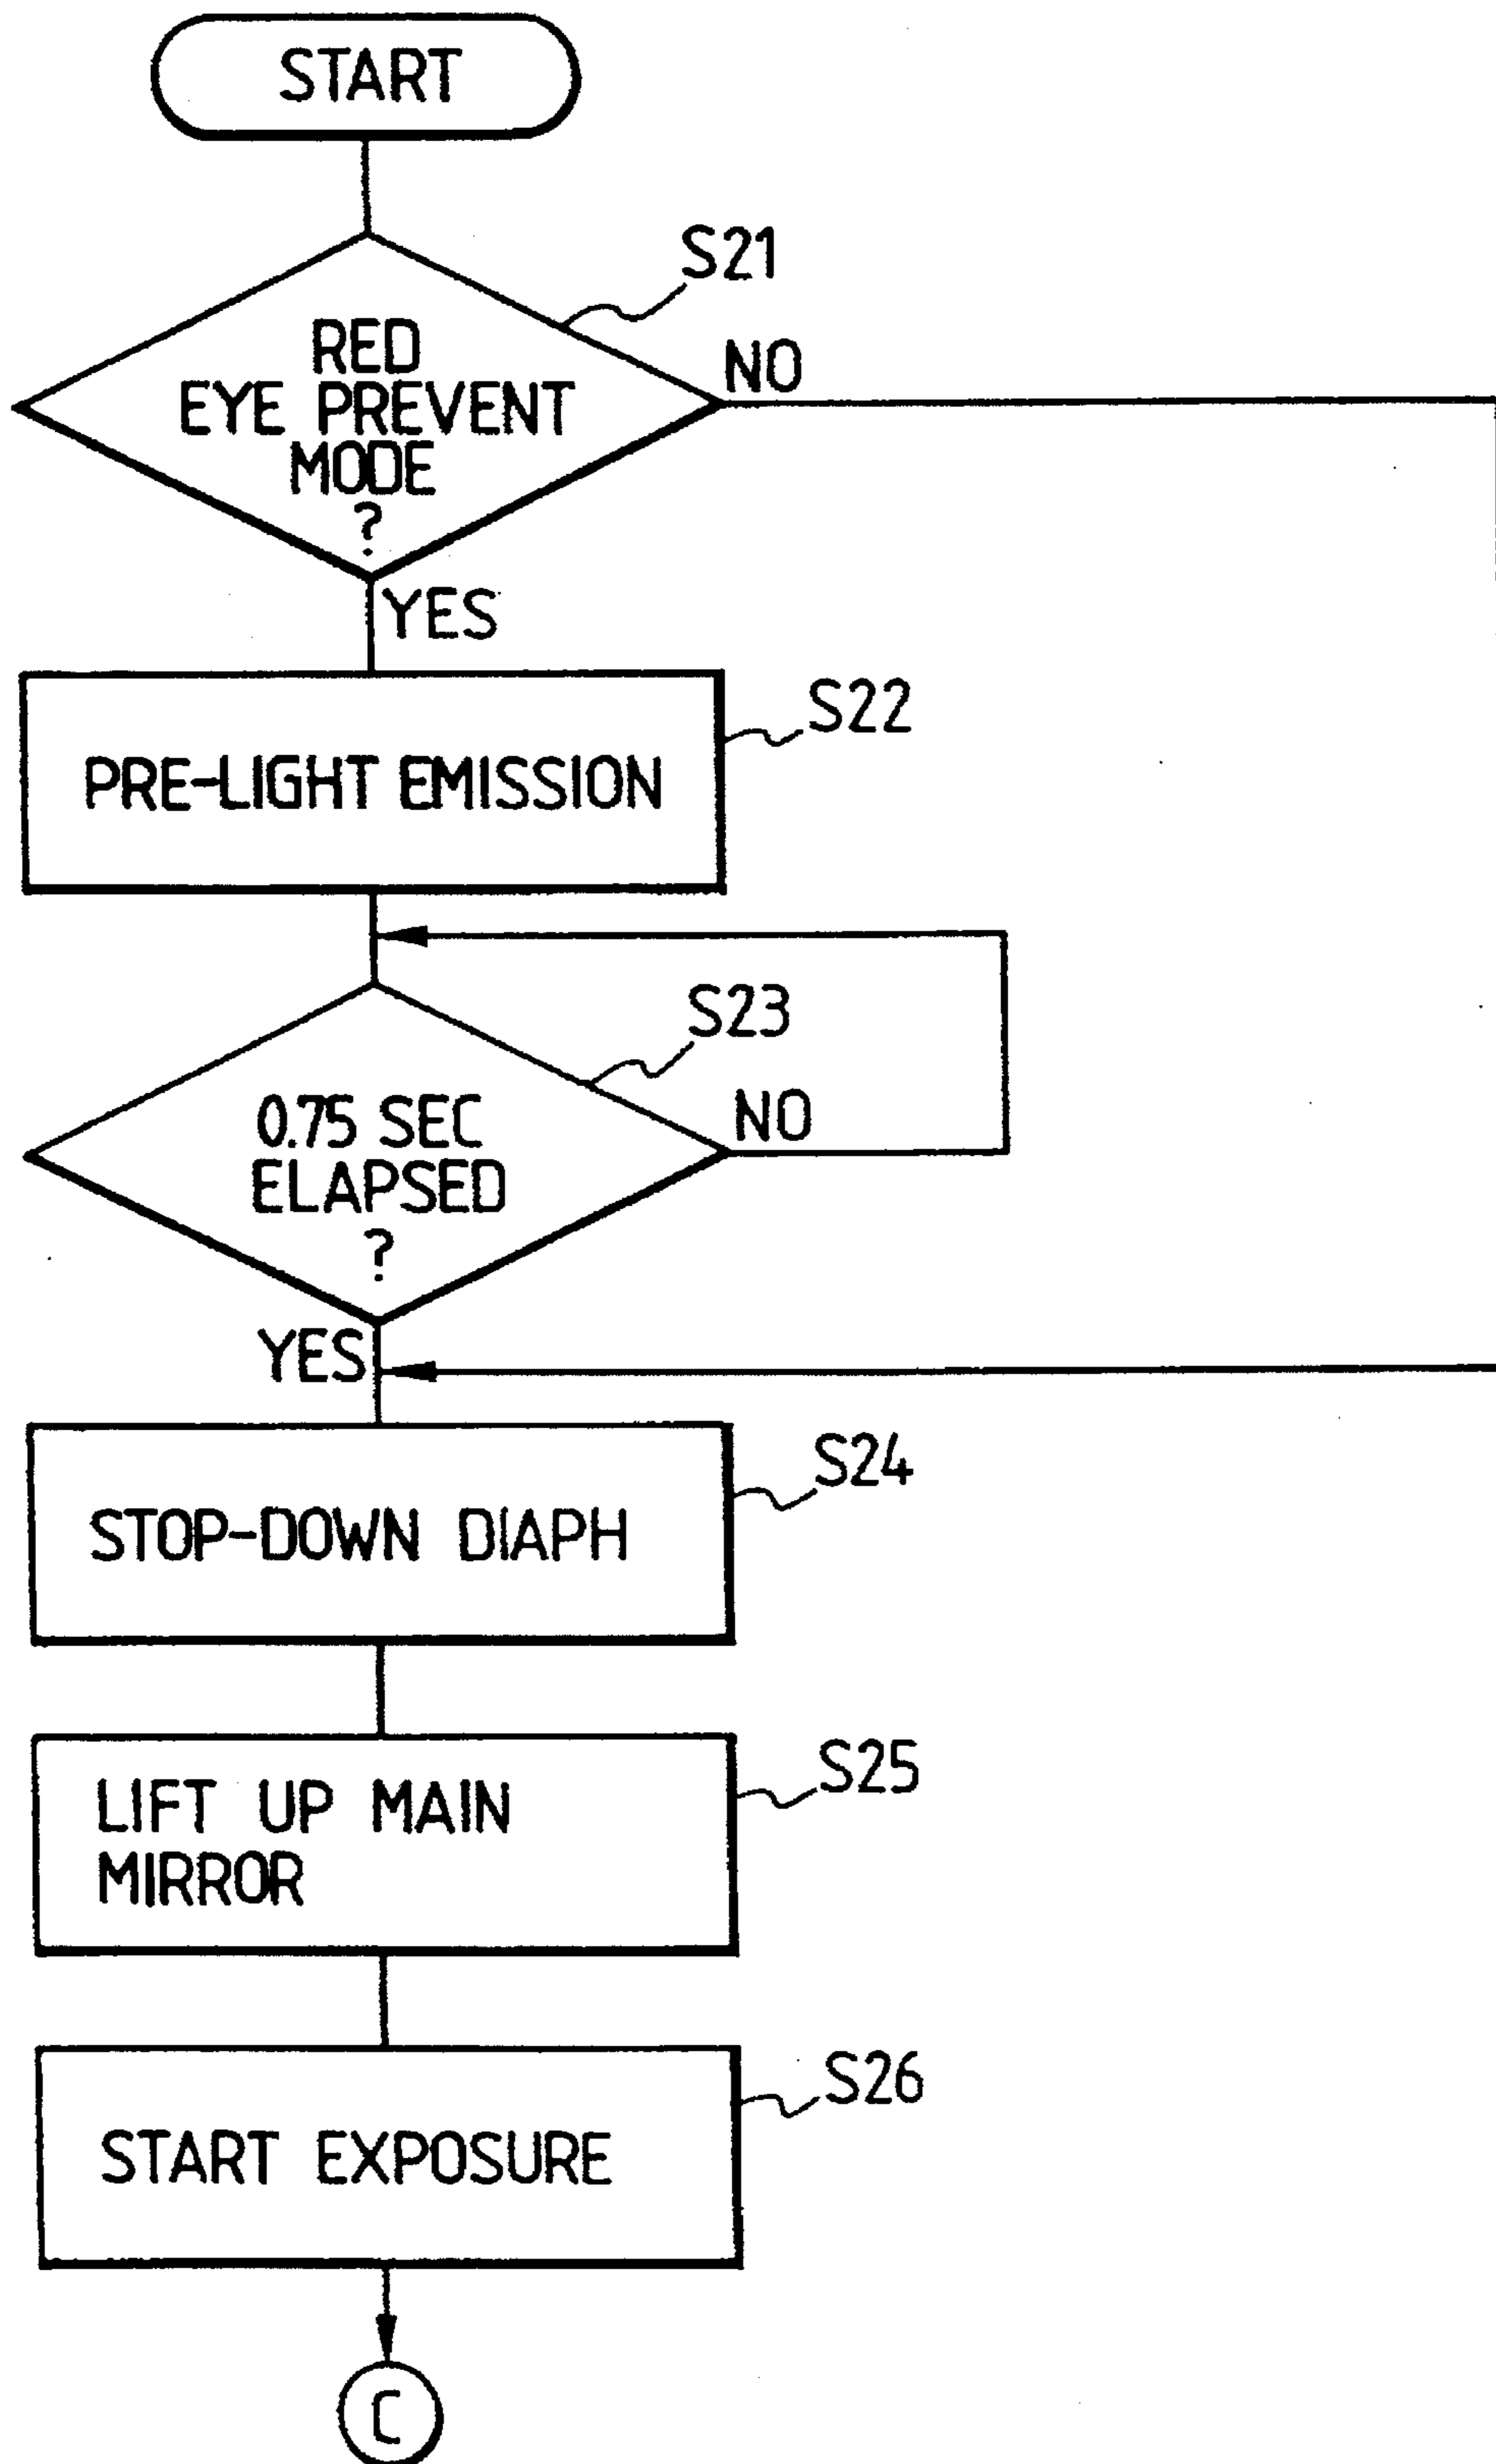 START
S21
RED
EYE PREVENT
MODE
?
NO
YES
S22
PRE-LIGHT EMISSION
S23
0.75 SEC
ELAPSED
?
NO
YES
S24
STOP-DOWN DIAPH
S25
LIFT UP MAIN
MIRROR
S26
START EXPOSURE
C